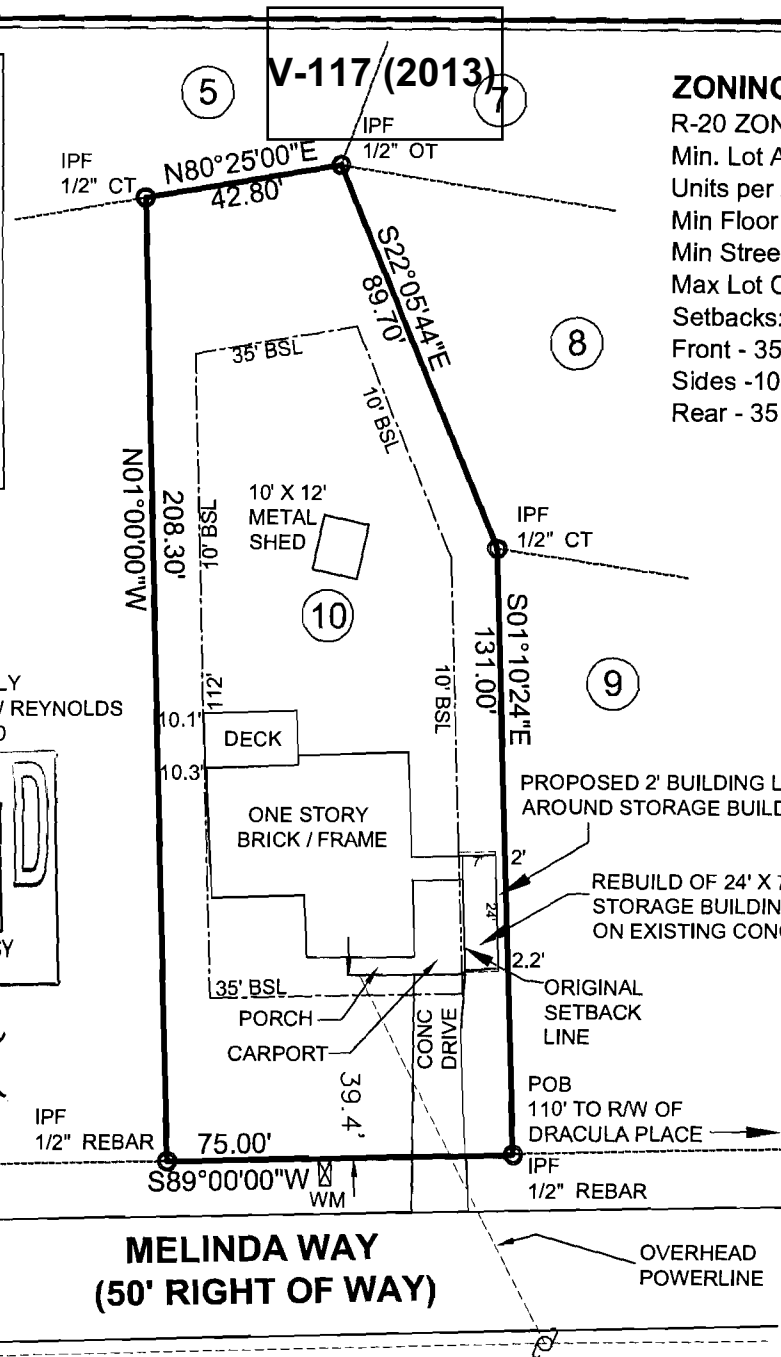 V-117 (2013)
5
7
ZONING
R-20 ZON
Min. Lot A
Units per
Min Floor
Min Stree
Max Lot C
Setbacks:
Front - 35
Sides -10
Rear - 35
IPF
1/2" OT
IPF
1/2" CT
N80°25'00"E
42.80'
S22°05'44"E
89.70'
8
35' BSL
10' BSL
N01°00'00"W
208.30'
10' BSL
10' X 12'
METAL
SHED
IPF
1/2" CT
10
S01°10'24"E
131.00'
9
10' BSL
112'
LY
/ REYNOLDS
10.1'
DECK
10.3'
ONE STORY
BRICK / FRAME
PROPOSED 2' BUILDING L
AROUND STORAGE BUILD
7'
2'
24'
REBUILD OF 24' X 7
STORAGE BUILDIN
ON EXISTING CONC
2.2'
35' BSL
ORIGINAL
SETBACK
LINE
PORCH
CARPORT
CONC
DRIVE
39.4'
POB
110' TO R/W OF
DRACULA PLACE
IPF
1/2" REBAR
75.00'
S89°00'00"W
WM
IPF
1/2" REBAR
MELINDA WAY
(50' RIGHT OF WAY)
OVERHEAD
POWERLINE